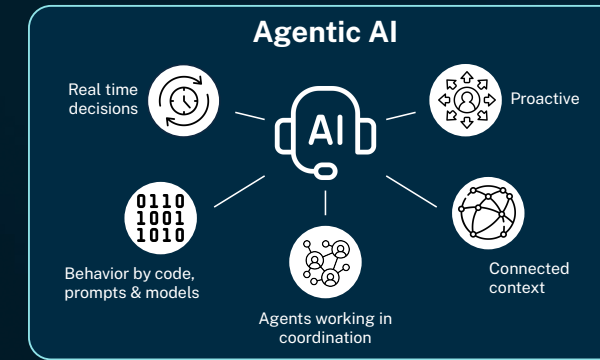 Agentic AI
Real time
decisions
AI
Proactive
0110
1001
1010
Behavior by code,
prompts & models
Agents working in
coordination
Connected
context